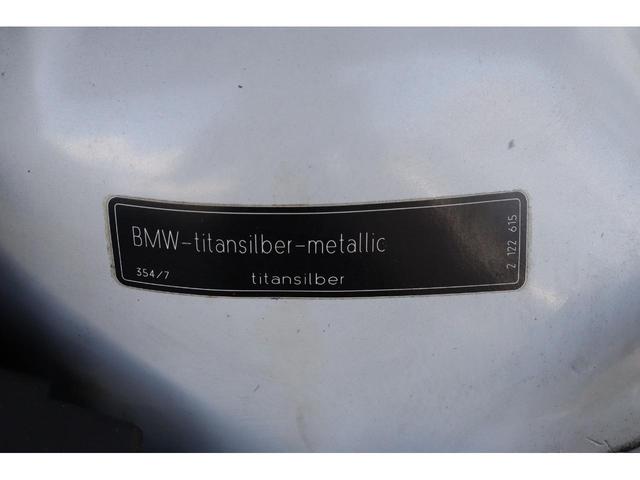 BMW-titansilber-metallic
354/7
titansilber
2 122 615